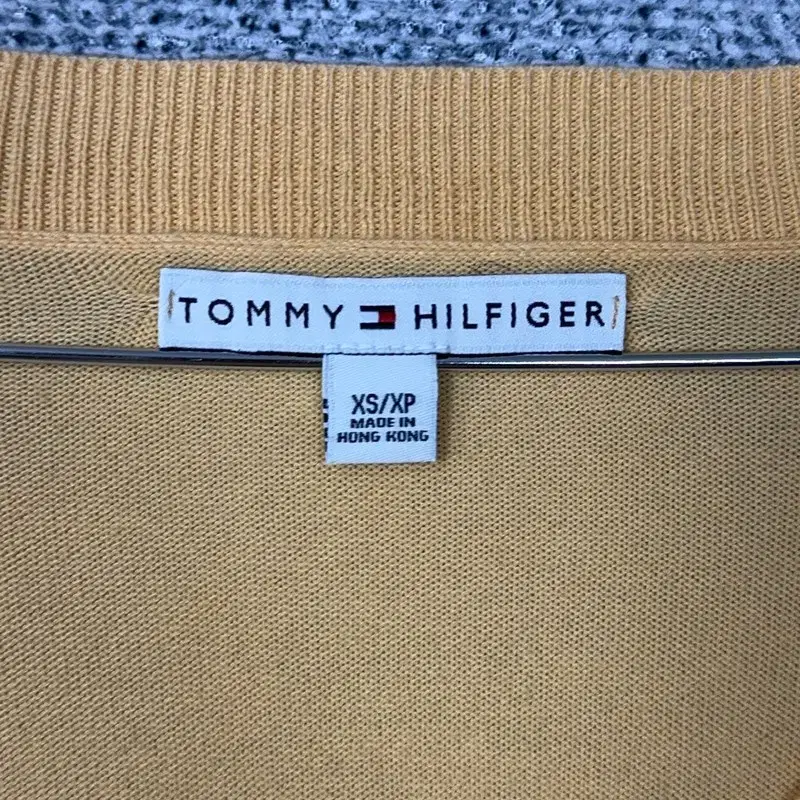 TOMMY HILFIGER
XS/XP
MADE IN
HONG KONG